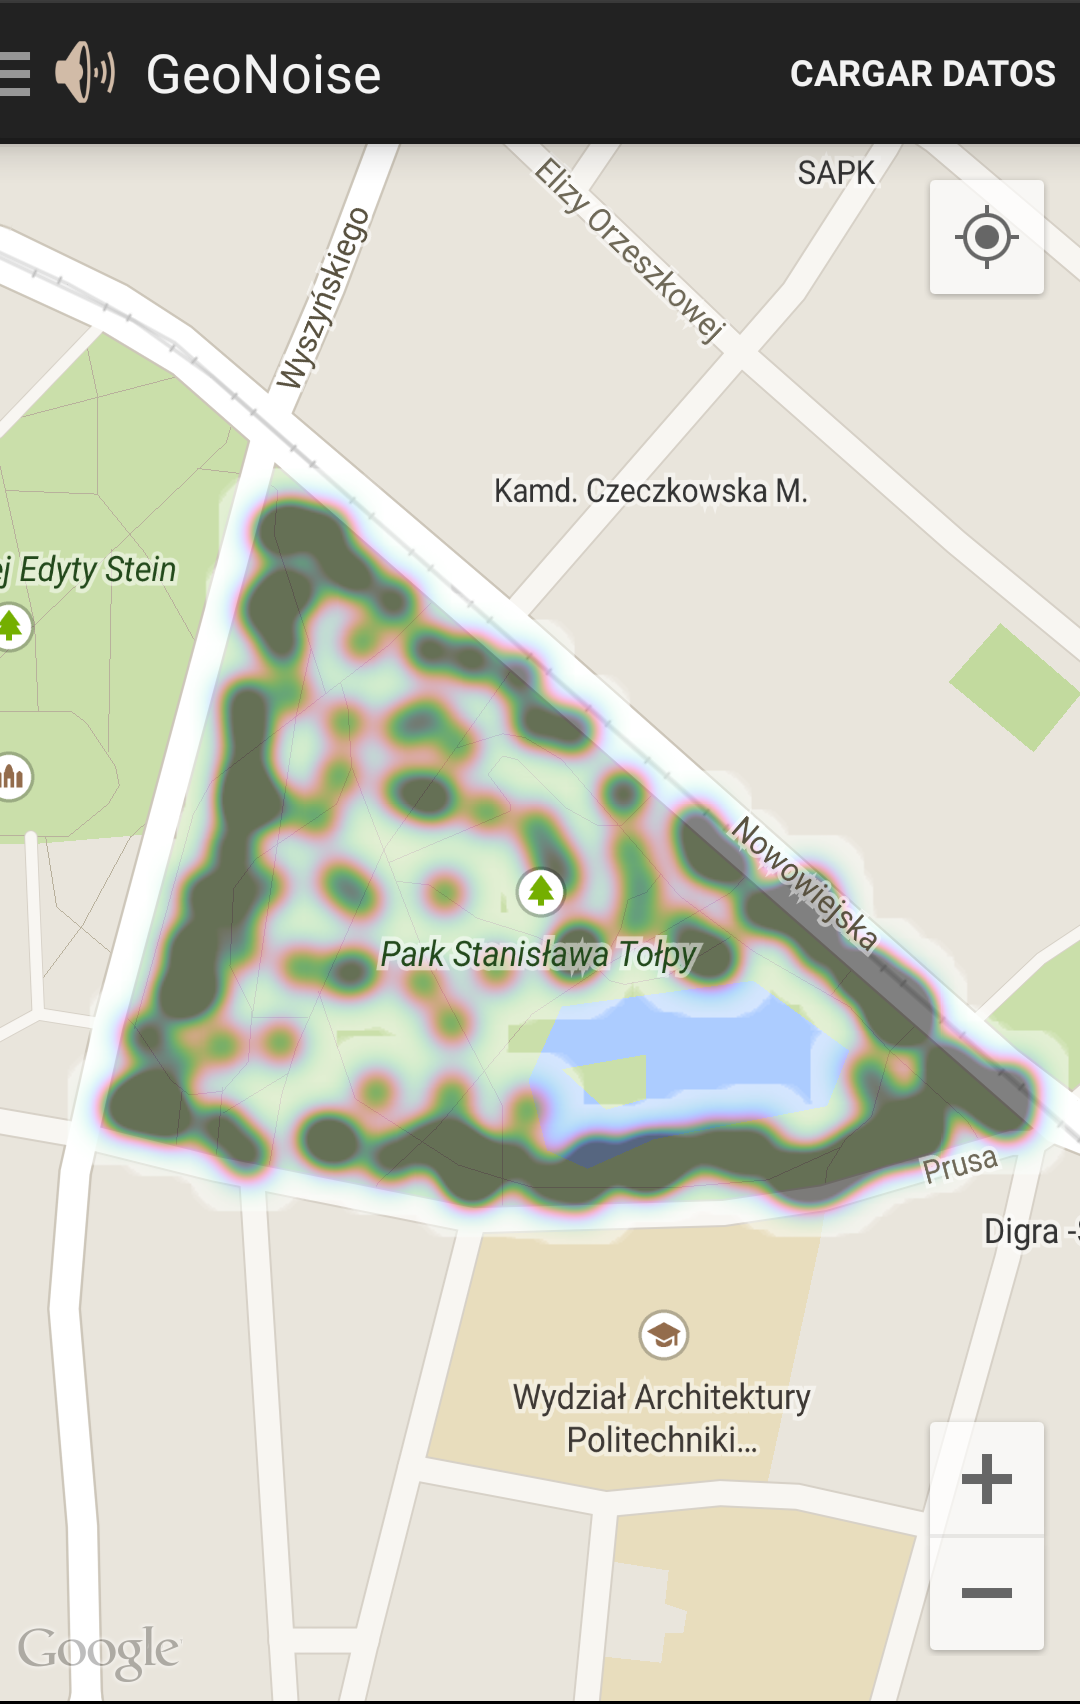 GeoNoise
CARGAR DATOS
SAPK
Elizy Orzeszkowej
Wyszyńskiego
Kamd. Czeczkowska M.
ej Edyty Stein
Nowowiejska
Park Stanisława Tołpy
Prusa
Digra -S
Wydział Architektury
Politechniki...
+
−
Google